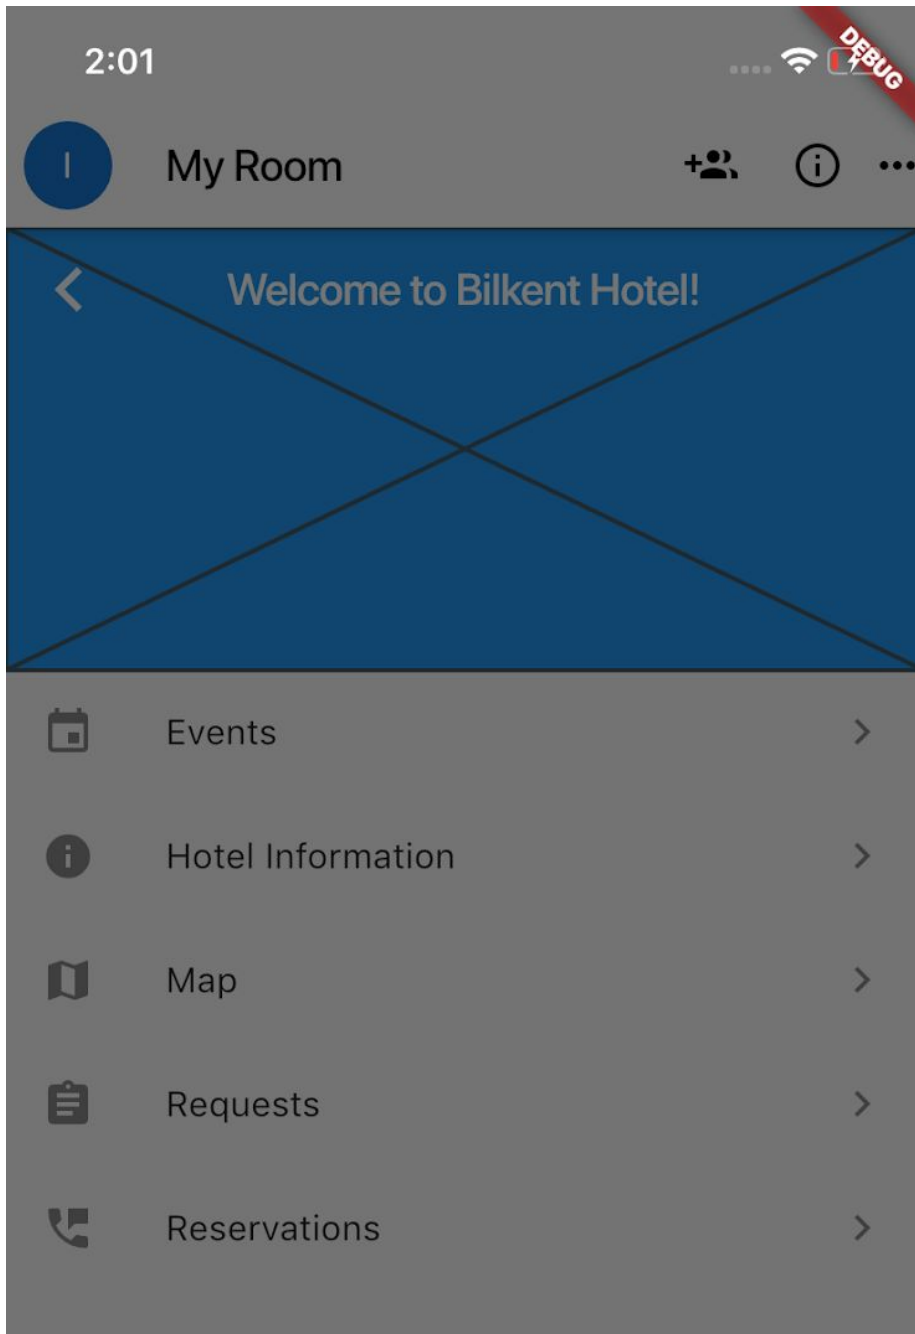 2:01
DEBUG
I
My Room
Welcome to Bilkent Hotel!
Events
Hotel Information
Map
Requests
Reservations